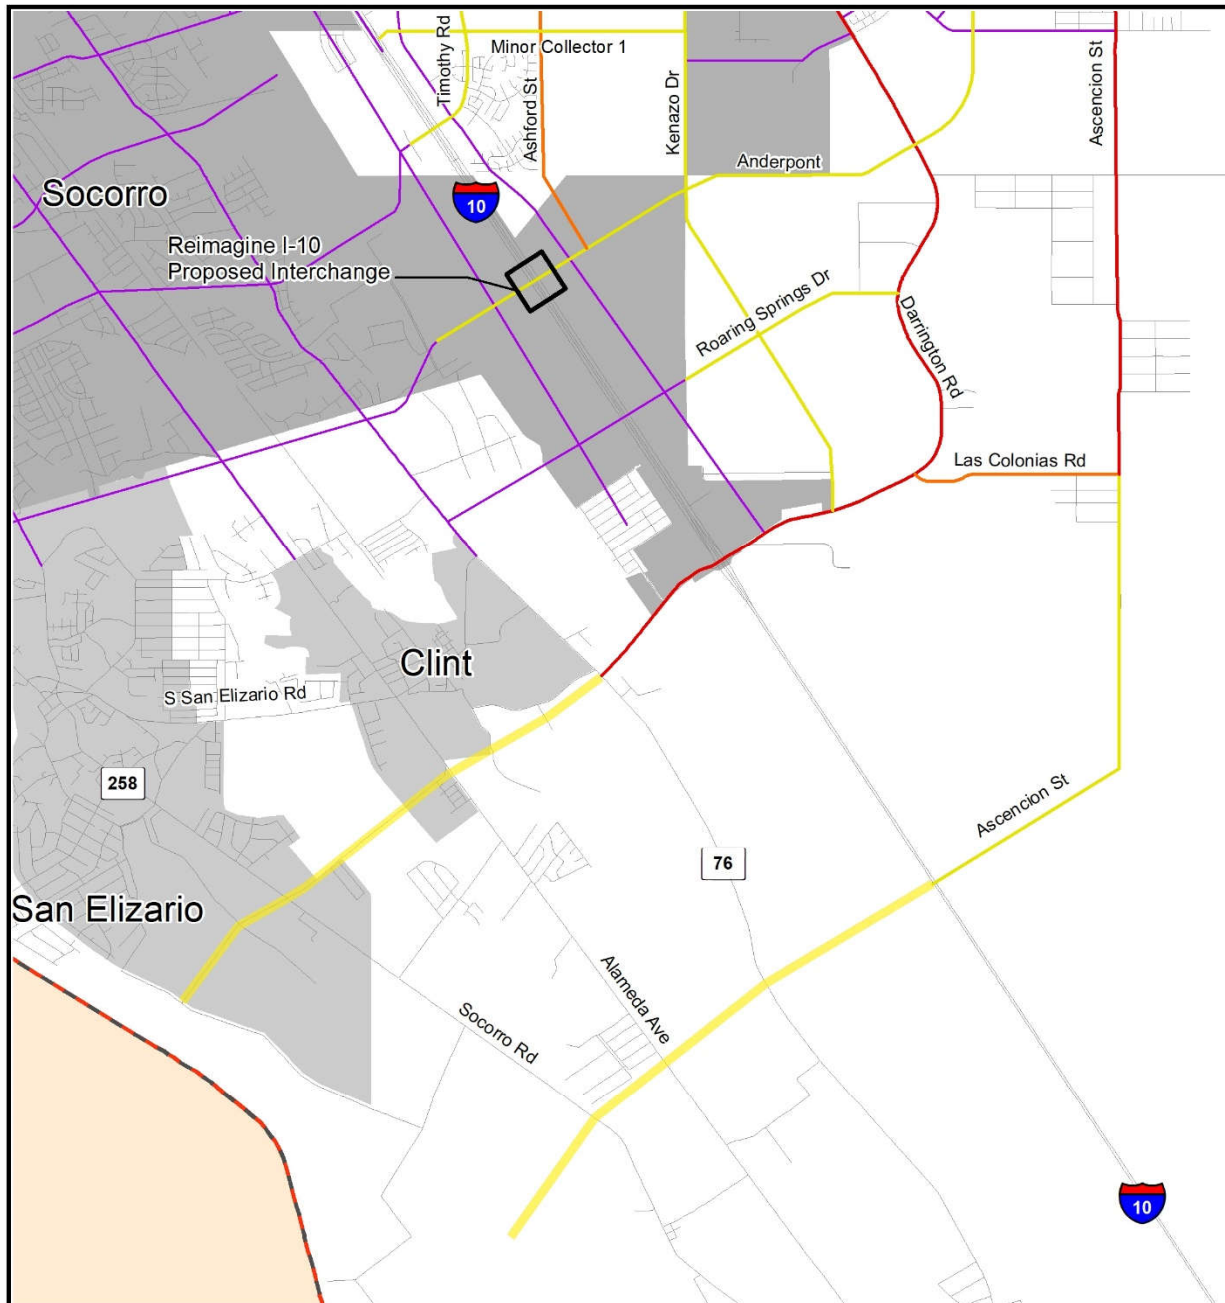 Timothy Rd
Minor Collector 1
Ashford St
Kenazo Dr
Ascencion St
Anderpont
Socorro
10
Reimagine I-10
Proposed Interchange
Roaring Springs Dr
Darrington Rd
Las Colonias Rd
Clint
S San Elizario Rd
258
Ascencion St
76
San Elizario
Alameda Ave
Socorro Rd
10